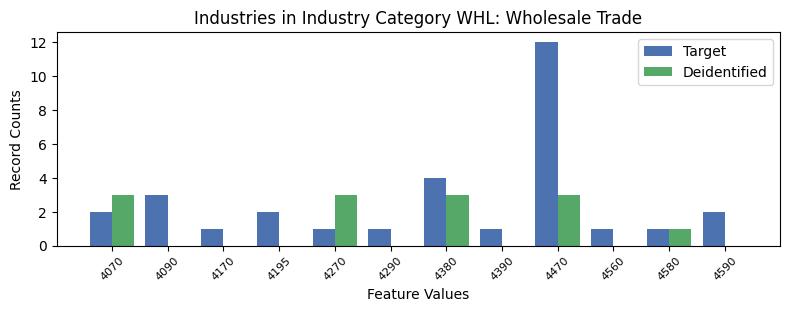 Industries in Industry Category WHL: Wholesale Trade
Target
Deidentified
Record Counts
12
10
8
6
4
2
0
4070 4090 4170 4195 4270 4290 4380 4390 4470 4560 4580 4590
Feature Values